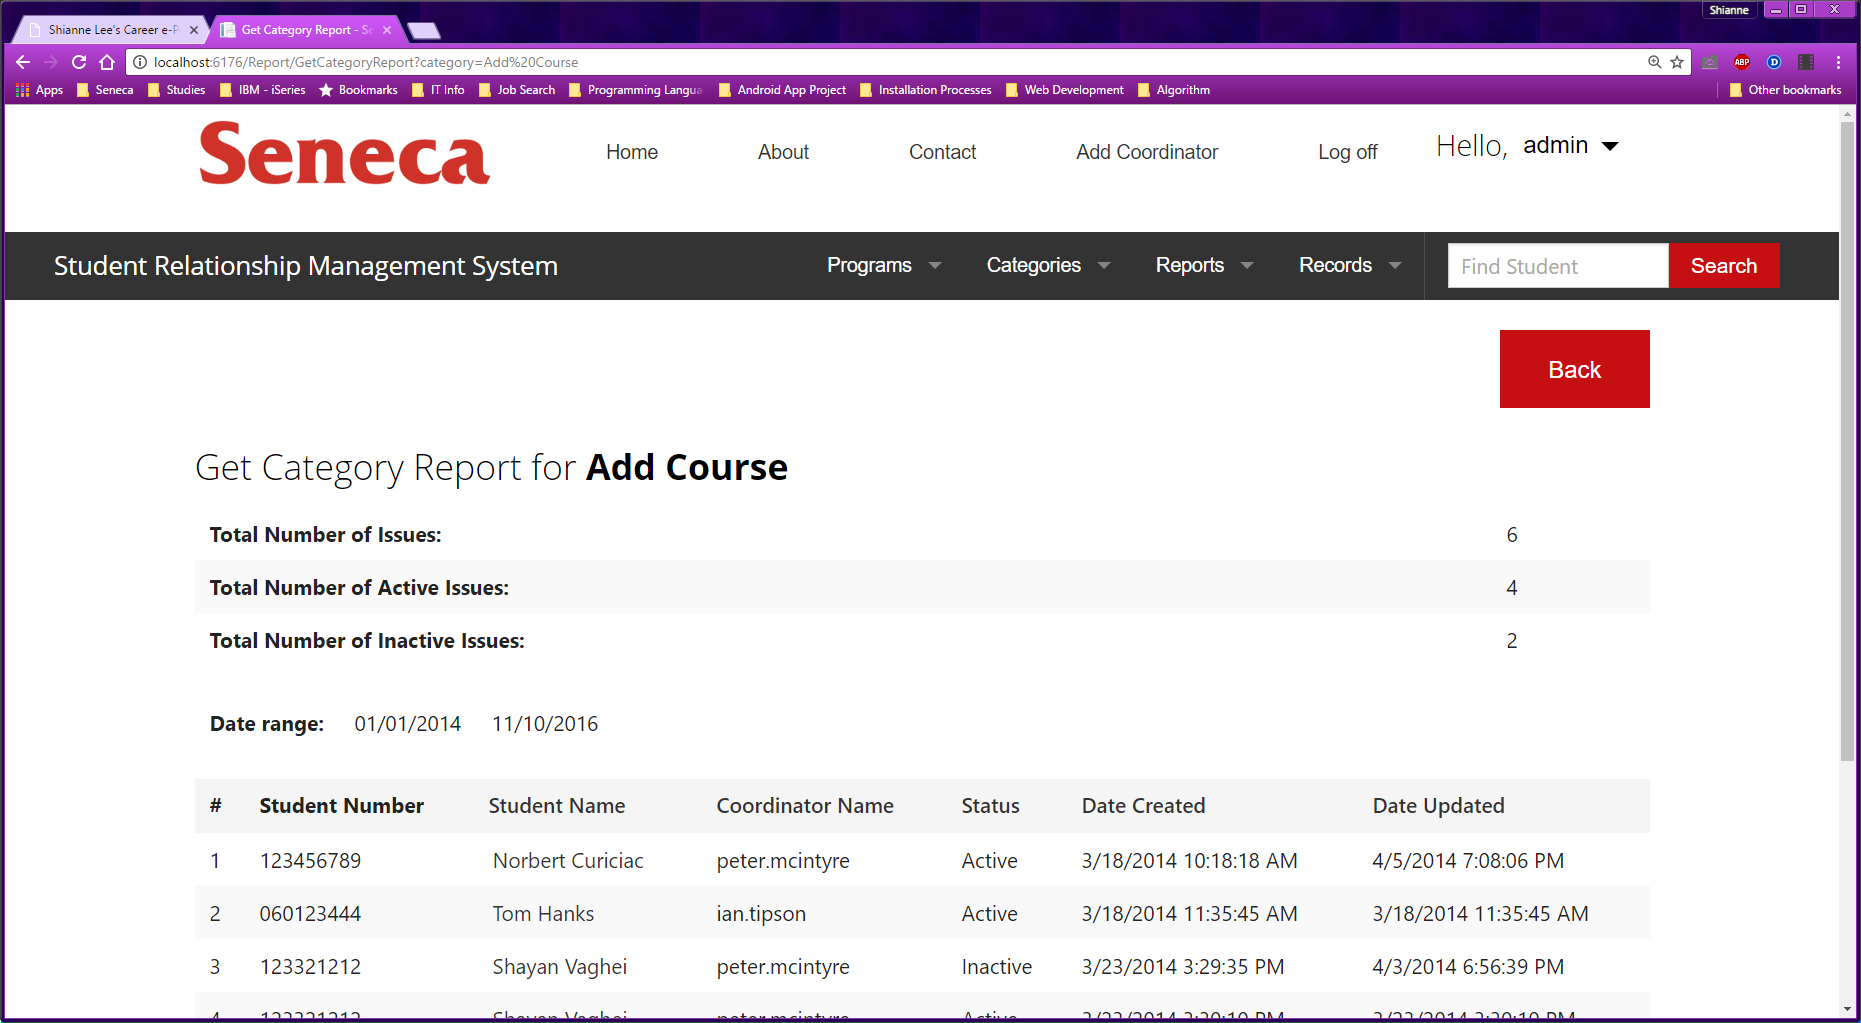 Shianne
Shianne Lee's Career e-P
Get Category Report - Se
localhost:6176/Report/GetCategoryReport?category=Add%20Course
ABP
D
Apps Seneca Studies IBM - iSeries Bookmarks IT Info Job Search Programming Langua Android App Project Installation Processes Web Development Algorithm Other bookmarks
Seneca
Home About Contact Add Coordinator Log off Hello, admin
Student Relationship Management System Programs Categories Reports Records Find Student Search
Back
Get Category Report for Add Course
Total Number of Issues: 6
Total Number of Active Issues: 4
Total Number of Inactive Issues: 2
Date range: 01/01/2014 11/10/2016
# Student Number Student Name Coordinator Name Status Date Created Date Updated
1 123456789 Norbert Curiciac peter.mcintyre Active 3/18/2014 10:18:18 AM 4/5/2014 7:08:06 PM
2 060123444 Tom Hanks ian.tipson Active 3/18/2014 11:35:45 AM 3/18/2014 11:35:45 AM
3 123321212 Shayan Vaghei peter.mcintyre Inactive 3/23/2014 3:29:35 PM 4/3/2014 6:56:39 PM
4 123321212 Shayan Vaghei peter.mcintyre Active